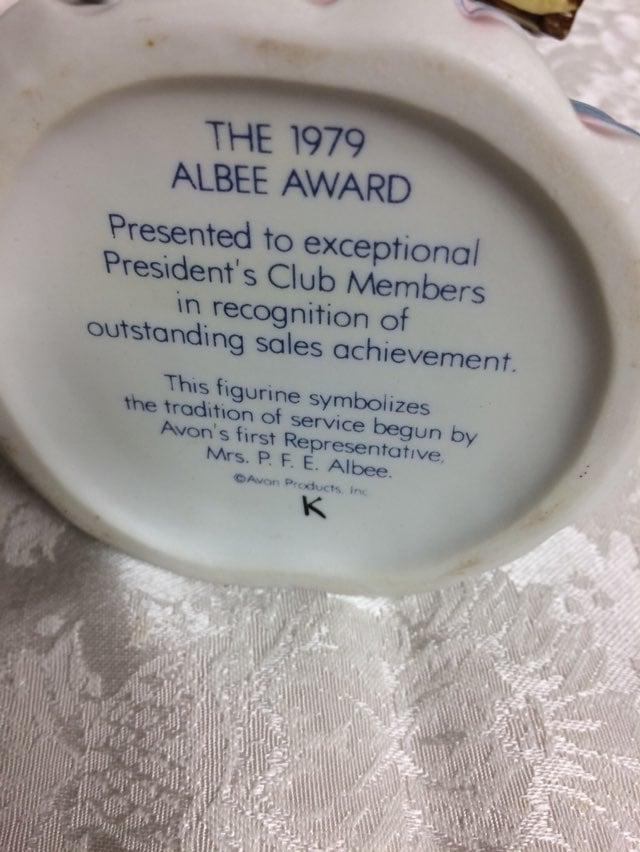 THE 1979
ALBEE AWARD
Presented to exceptional
President's Club Members
in recognition of
outstanding sales achievement.
This figurine symbolizes
the tradition of service begun by
Avon's first Representative,
Mrs. P. F. E. Albee.
©Avon Products, Inc.
K